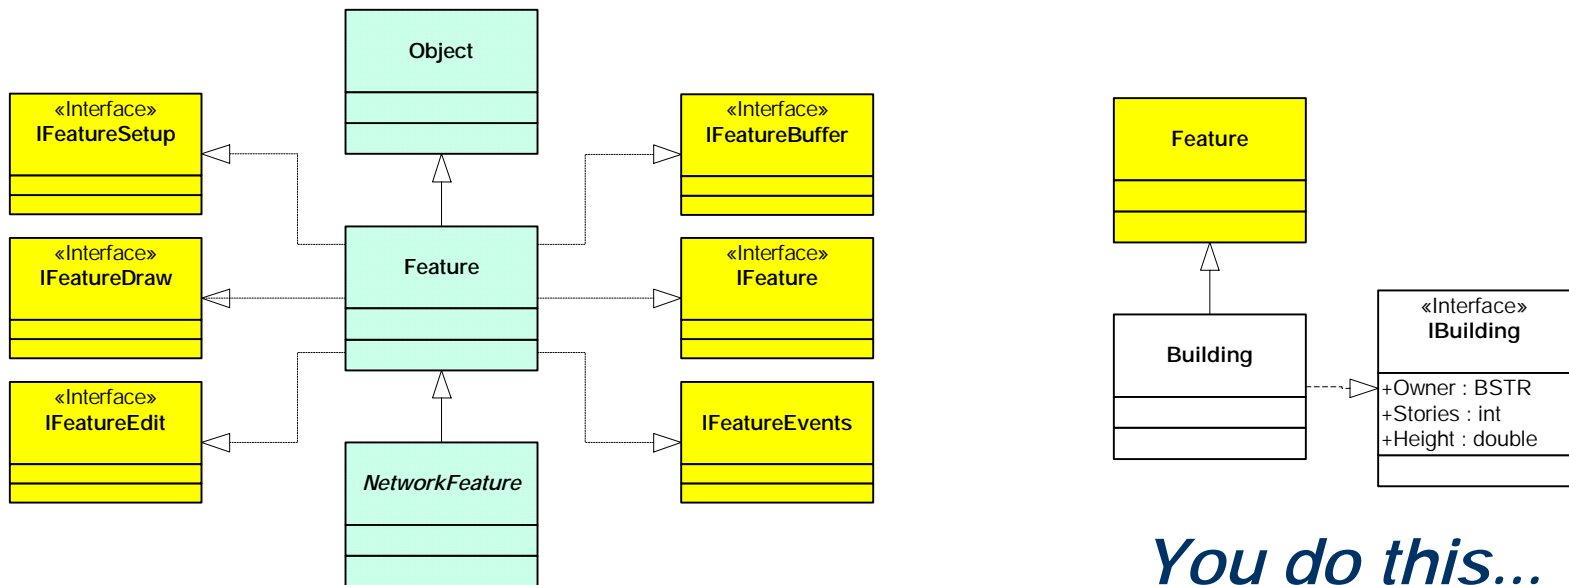 Object
«Interface»
IFeatureSetup
«Interface»
IFeatureBuffer
Feature
«Interface»
IFeatureDraw
Feature
«Interface»
IFeature
«Interface»
IFeatureEdit
IFeatureEvents
NetworkFeature
Building
«Interface»
IBuilding
+Owner : BSTR
+Stories : int
+Height : double
You do this...